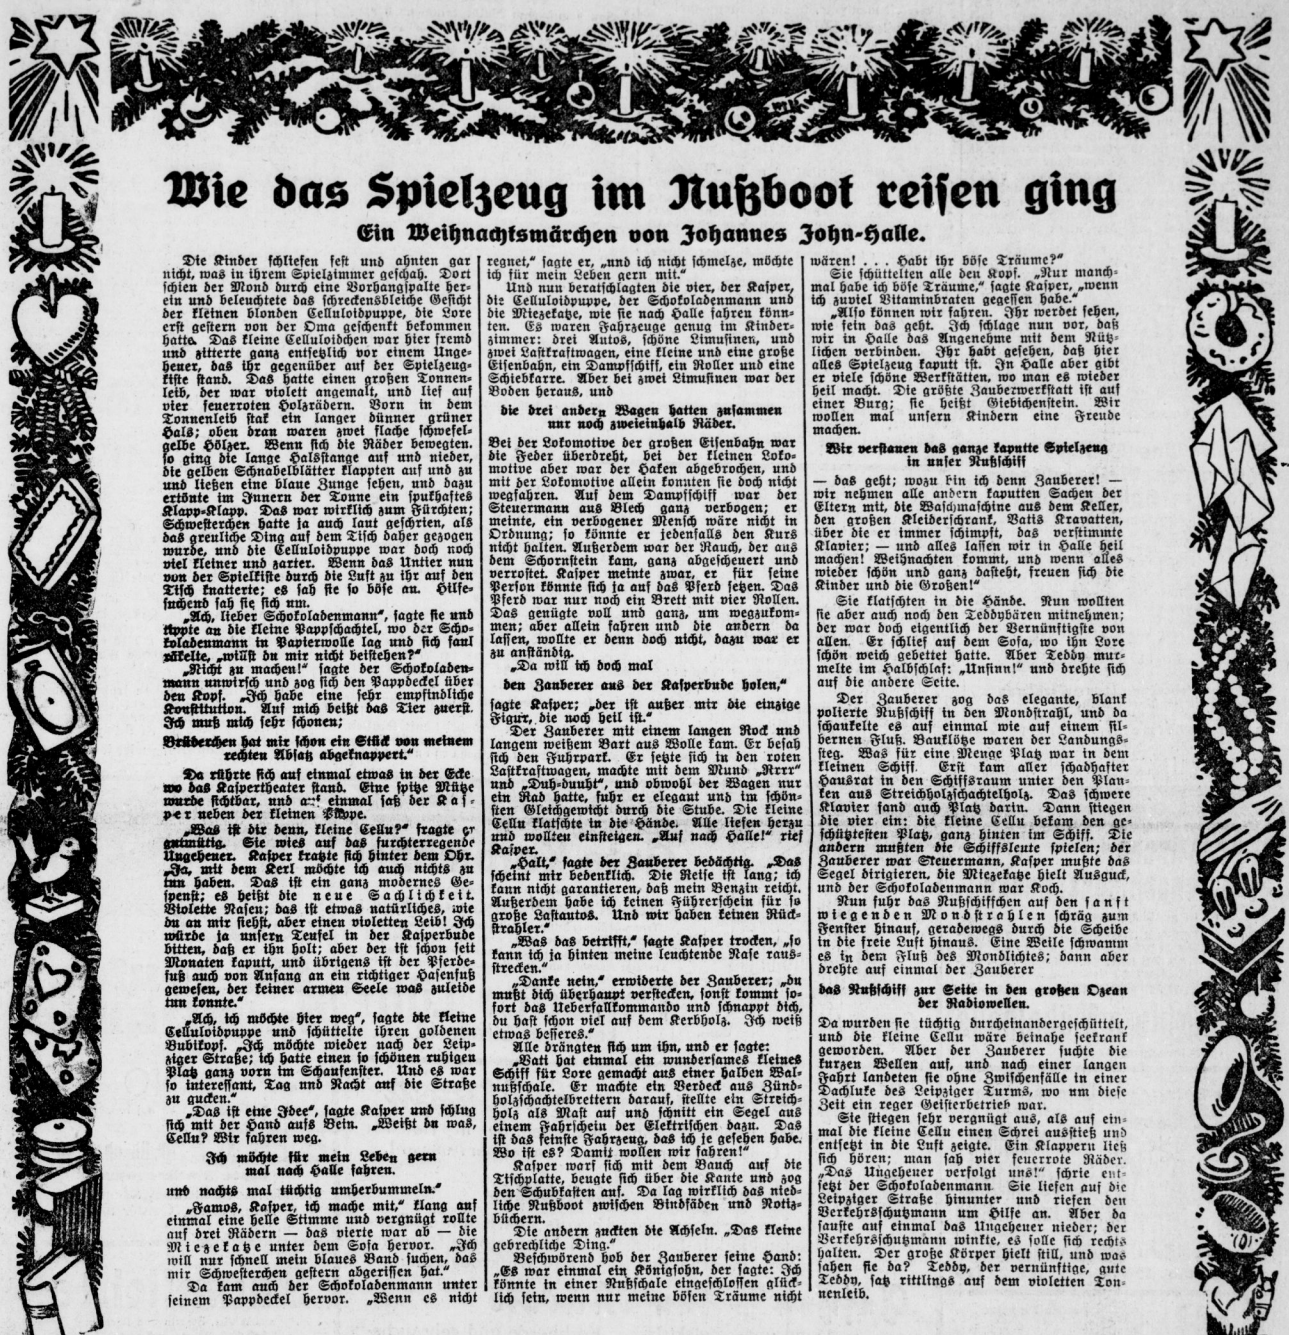 Wie das Spielzeug im Nußboot reisen ging
Ein Weihnachtsmärchen von Johannes John-Halle.
Die Kinder schliefen fest und ahnten gar
nicht, was in ihrem Spielzimmer geschah. Dort
schien der Mond durch eine Vorhangspalte her-
ein und beleuchtete das schreckensbleiche Gesicht
der kleinen blonden Celluloidpuppe, die Lore
erst gestern von der Oma geschenkt bekommen
hatte. Das kleine Celluloidchen war hier fremd
und zitterte ganz entsetzlich vor einem Unge-
heuer, das ihr gegenüber auf der Spielzeug-
kiste stand. Das hatte einen großen Tonnen-
leib, der war violett angemalt, und lief auf
vier feuerroten Holzrädern. Vorn in dem
Tonnenleib stak ein langer dünner grüner
Hals; oben dran waren zwei flache schwefel-
gelbe Hölzer. Wenn sich die Räder bewegten,
so ging die lange Halsstange auf und nieder,
die gelben Schnabelblätter klappten auf und zu
und ließen eine blaue Zunge sehen, und dazu
ertönte im Innern der Tonne ein spukhaftes
Klapp-Klapp. Das war wirklich zum Fürchten;
Schwesterchen hatte ja auch laut geschrien, als
das greuliche Ding auf dem Tisch daher gezogen
wurde, und die Celluloidpuppe war doch noch
viel kleiner und zarter. Wenn das Untier nun
von der Spielkiste durch die Luft zu ihr auf den
Tisch knatterte; es sah sie so böse an. Hilfe-
suchend sah sie sich um.
„Ach, lieber Schokoladenmann“, sagte sie und
tippte an die kleine Pappschachtel, wo der Scho-
koladenmann in Papierwolle lag und sich faul
räkelte, „willst du mir nicht beistehen?“
„Nicht zu machen!“ sagte der Schokoladen-
mann unwirsch und zog sich den Pappdeckel über
den Kopf. „Ich habe eine sehr empfindliche
Konstitution. Auf mich beißt das Tier zuerst.
Ich muß mich sehr schonen;
Brüderchen hat mir schon ein Stück von meinem
rechten Absatz abgeknappert.“
Da rührte sich auf einmal etwas in der Ecke
wo das Kaspertheater stand. Eine spitze Mütze
wurde sichtbar, und auf einmal saß der Kas-
per neben der kleinen Puppe.
„Was ist dir denn, kleine Cellu?“ fragte er
gutmütig. Sie wies auf das furchterregende
Ungeheuer. Kasper kratzte sich hinter dem Ohr.
„Ja, mit dem Kerl möchte ich auch nichts zu
tun haben. Das ist ein ganz modernes Ge-
spenst; es heißt die neue Sachlichkeit.
Violette Nasen; das ist etwas natürliches, wie
du an mir siehst, aber einen violetten Leib! Ich
würde ja unsern Teufel in der Kasperbude
bitten, daß er ihn holt; aber der ist schon seit
Monaten kaputt, und übrigens ist der Pferde-
fuß auch von Anfang an ein richtiger Hasenfuß
gewesen, der keiner armen Seele was zuleide
tun konnte.“
„Ach, ich möchte hier weg“, sagte die kleine
Celluloidpuppe und schüttelte ihren goldenen
Bubikopf. „Ich möchte wieder nach der Leip-
ziger Straße; ich hatte einen so schönen ruhigen
Platz ganz vorn im Schaufenster. Und es war
so interessant, Tag und Nacht auf die Straße
zu gucken.“
„Das ist eine Idee“, sagte Kasper und schlug
sich mit der Hand aufs Bein. „Weißt du was,
Cellu? Wir fahren weg.
Ich möchte für mein Leben gern
mal nach Halle fahren.
und nachts mal tüchtig umherbummeln.“
„Famos, Kasper, ich mache mit,“ klang auf
einmal eine helle Stimme und vergnügt rollte
auf drei Rädern — das vierte war ab — die
Miezekatze unter dem Sofa hervor. „Ich
will nur schnell mein blaues Band suchen, das
mir Schwesterchen gestern abgerissen hat.“
Da kam auch der Schokoladenmann unter
seinem Pappdeckel hervor. „Wenn es nicht
regnet,“ sagte er, „und ich nicht schmelze, möchte
ich für mein Leben gern mit.“
Und nun beratschlagten die vier, der Kasper,
die Celluloidpuppe, der Schokoladenmann und
die Miezekatze, wie sie nach Halle fahren könn-
ten. Es waren Fahrzeuge genug im Kinder-
zimmer: drei Autos, schöne Limusinen, und
zwei Lastkraftwagen, eine kleine und eine große
Eisenbahn, ein Dampfschiff, ein Roller und eine
Schiebkarre. Aber bei zwei Limusinen war der
Boden heraus, und
die drei andern Wagen hatten zusammen
nur noch zweieinhalb Räder.
Bei der Lokomotive der großen Eisenbahn war
die Feder überdreht, bei der kleinen Loko-
motive aber war der Haken abgebrochen, und
mit der Lokomotive allein konnten sie doch nicht
wegfahren. Auf dem Dampfschiff war der
Steuermann aus Blech ganz verbogen; er
meinte, ein verbogener Mensch wäre nicht in
Ordnung; so könnte er jedenfalls den Kurs
nicht halten. Außerdem war der Rauch, der aus
dem Schornstein kam, ganz abgescheuert und
verrostet. Kasper meinte zwar, er für seine
Person könnte sich ja auf das Pferd setzen. Das
Pferd war nur noch ein Brett mit vier Rollen.
Das genügte voll und ganz, um wegzukom-
men; aber allein fahren und die andern da
lassen, wollte er denn doch nicht, dazu war er
zu anständig.
„Da will ich doch mal
den Zauberer aus der Kasperbude holen,“
sagte Kasper; „der ist außer mir die einzige
Figur, die noch heil ist.“
Der Zauberer mit einem langen Rock und
langem weißem Bart aus Wolle kam. Er besah
sich den Fuhrpark. Er setzte sich in den roten
Lastkraftwagen, machte mit dem Mund „Rrrr“
und „Duh-duuht“, und obwohl der Wagen nur
ein Rad hatte, fuhr er elegant und im schön-
sten Gleichgewicht durch die Stube. Die kleine
Cellu klatschte in die Hände. Alle liefen herzu
und wollten einsteigen. „Auf nach Halle!“ rief
Kasper.
„Halt,“ sagte der Zauberer bedächtig. „Das
scheint mir bedenklich. Die Reise ist lang; ich
kann nicht garantieren, daß mein Benzin reicht.
Außerdem habe ich keinen Führerschein für so
große Lastautos. Und wir haben keinen Rück-
strahler.“
„Was das betrifft,“ sagte Kasper trocken, „so
kann ich ja hinten meine leuchtende Nase raus-
strecken.“
„Danke nein,“ erwiderte der Zauberer; „du
mußt dich überhaupt verstecken, sonst kommt so-
fort das Ueberfallkommando und schnappt dich,
du hast schon viel auf dem Kerbholz. Ich weiß
etwas besseres.“
Alle drängten sich um ihn, und er sagte:
„Vati hat einmal ein wundersames kleines
Schiff für Lore gemacht aus einer halben Wal-
nußschale. Er machte ein Verdeck aus Zünd-
holzschachtelbrettern darauf, stellte ein Streich-
holz als Mast auf und schnitt ein Segel aus
einem Fahrschein der Elektrischen dazu. Das
ist das feinste Fahrzeug, das ich je gesehen habe.
Wo ist es? Damit wollen wir fahren!“
Kasper warf sich mit dem Bauch auf die
Tischplatte, beugte sich über die Kante und zog
den Schubkasten auf. Da lag wirklich das nied-
liche Nußboot zwischen Bindfäden und Notiz-
büchern.
Die andern zuckten die Achseln. „Das kleine
gebrechliche Ding.“
Beschwörend hob der Zauberer seine Hand:
„Es war einmal ein Königsohn, der sagte: Ich
könnte in einer Nußschale eingeschlossen glück-
lich sein, wenn nur meine bösen Träume nicht
wären! . . . Habt ihr böse Träume?“
Sie schüttelten alle den Kopf. „Nur manch-
mal habe ich böse Träume,“ sagte Kasper, „wenn
ich zuviel Vitaminbraten gegessen habe.“
„Also können wir fahren. Ihr werdet sehen,
wie fein das geht. Ich schlage nun vor, daß
wir in Halle das Angenehme mit dem Nütz-
lichen verbinden. Ihr habt gesehen, daß hier
alles Spielzeug kaputt ist. In Halle aber gibt
er viele schöne Werkstätten, wo man es wieder
heil macht. Die größte Zauberwerkstatt ist auf
einer Burg; sie heißt Giebichenstein. Wir
wollen mal unsern Kindern eine Freude
machen.
Wir verstauen das ganze kaputte Spielzeug
in unser Nußschiff
— das geht; wozu bin ich denn Zauberer! —
wir nehmen alle andern kaputten Sachen der
Eltern mit, die Waschmaschine aus dem Keller,
den großen Kleiderschrank, Vatis Kravatten,
über die er immer schimpft, das verstimmte
Klavier; — und alles lassen wir in Halle heil
machen! Weihnachten kommt, und wenn alles
wieder schön und ganz dasteht, freuen sich die
Kinder und die Großen!“
Sie klatschten in die Hände. Nun wollten
sie aber auch noch den Teddybären mitnehmen;
der war doch eigentlich der Vernünftigste von
allen. Er schlief auf dem Sofa, wo ihn Lore
schön weich gebettet hatte. Aber Teddy mur-
melte im Halbschlaf: „Unsinn!“ und drehte sich
auf die andere Seite.
Der Zauberer zog das elegante, blank
polierte Nußschiff in den Mondstrahl, und da
schaukelte es auf einmal wie auf einem sil-
bernen Fluß. Bauklötze waren der Landungs-
steg. Was für eine Menge Platz war in dem
kleinen Schiff. Erst kam aller schadhafter
Hausrat in den Schiffsraum unter den Plan-
ken aus Streichholzschachtelholz. Das schwere
Klavier fand auch Platz darin. Dann stiegen
die vier ein: die kleine Cellu bekam den ge-
schütztesten Platz, ganz hinten im Schiff. Die
andern mußten die Schiffsleute spielen; der
Zauberer war Steuermann, Kasper mußte das
Segel dirigieren, die Miezekatze hielt Ausguck,
und der Schokoladenmann war Koch.
Nun fuhr das Nußschiffchen auf den sanft
wiegenden Mondstrahlen schräg zum
Fenster hinauf, geradewegs durch die Scheibe
in die freie Luft hinaus. Eine Weile schwamm
es in dem Fluß des Mondlichtes; dann aber
drehte auf einmal der Zauberer
das Nußschiff zur Seite in den großen Ozean
der Radiowellen.
Da wurden sie tüchtig durcheinandergeschüttelt,
und die kleine Cellu wäre beinahe seekrank
geworden. Aber der Zauberer suchte die
kurzen Wellen auf, und nach einer langen
Fahrt landeten sie ohne Zwischenfälle in einer
Dachluke des Leipziger Turms, wo um diese
Zeit ein reger Geisterbetrieb war.
Sie stiegen sehr vergnügt aus, als auf ein-
mal die kleine Cellu einen Schrei ausstieß und
entsetzt in die Luft zeigte. Ein Klappern ließ
sich hören; man sah vier feuerrote Räder.
„Das Ungeheuer verfolgt uns!“ schrie ent-
setzt der Schokoladenmann. Sie liefen auf die
Leipziger Straße hinunter und riefen den
Verkehrsschutzmann um Hilfe an. Aber da
sauste auf einmal das Ungeheuer nieder; der
Verkehrsschutzmann winkte, es solle sich rechts
halten. Der große Körper hielt still, und was
sahen sie da? Teddy, der vernünftige, gute
Teddy, saß rittlings auf dem violetten Ton-
nenleib.